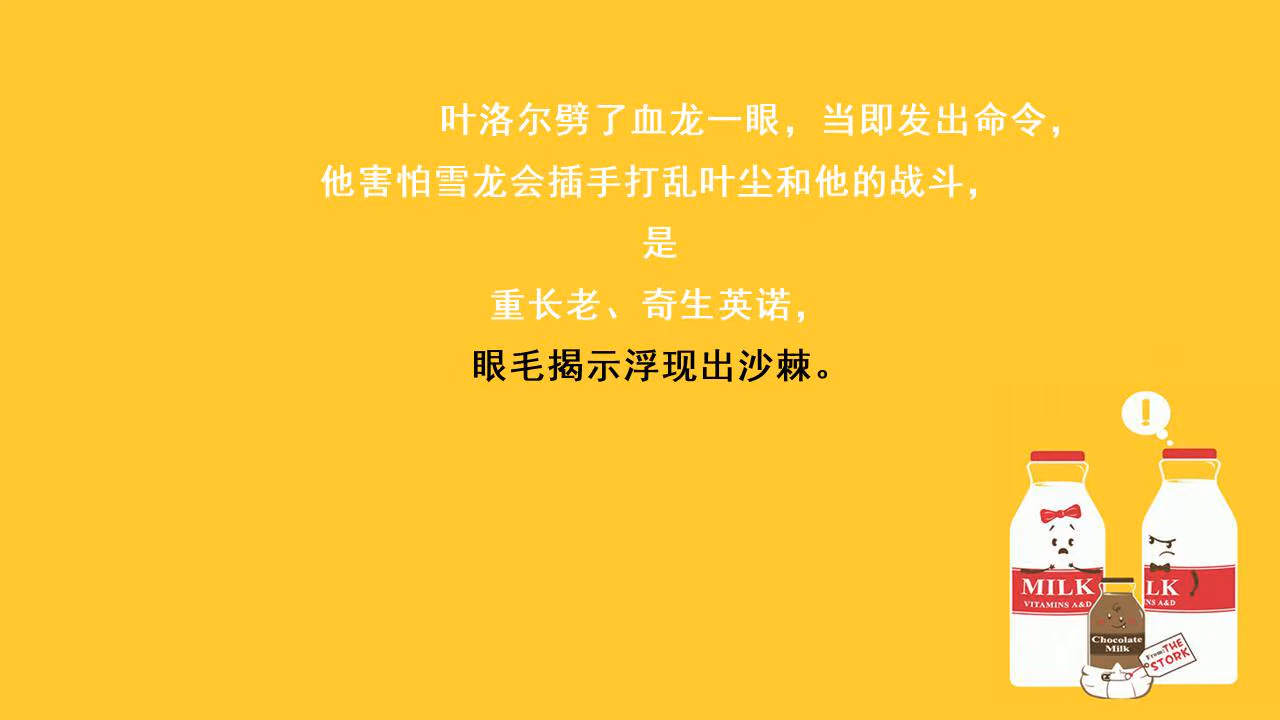 叶洛尔劈了血龙一眼，当即发出命令，
他害怕雪龙会插手打乱叶尘和他的战斗，
是
重长老、奇生英诺，
眼毛揭示浮现出沙棘。
!
MILK
VITAMINS A&D
LK
NS A&D
Chocolate
Milk
From: THE
STORK